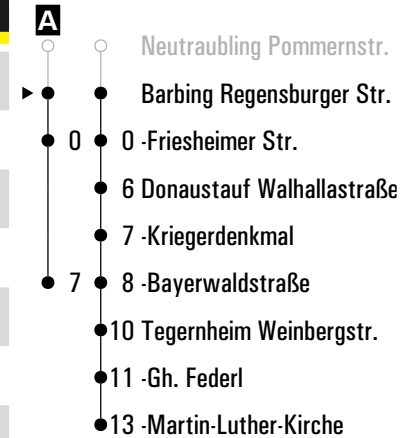 A
Neutraubling Pommernstr.
Barbing Regensburger Str.
0 0 -Friesheimer Str.
6 Donaustauf Walhallastraße
7 -Kriegerdenkmal
7 8 -Bayerwaldstraße
10 Tegernheim Weinbergstr.
11 -Gh. Federl
13 -Martin-Luther-Kirche